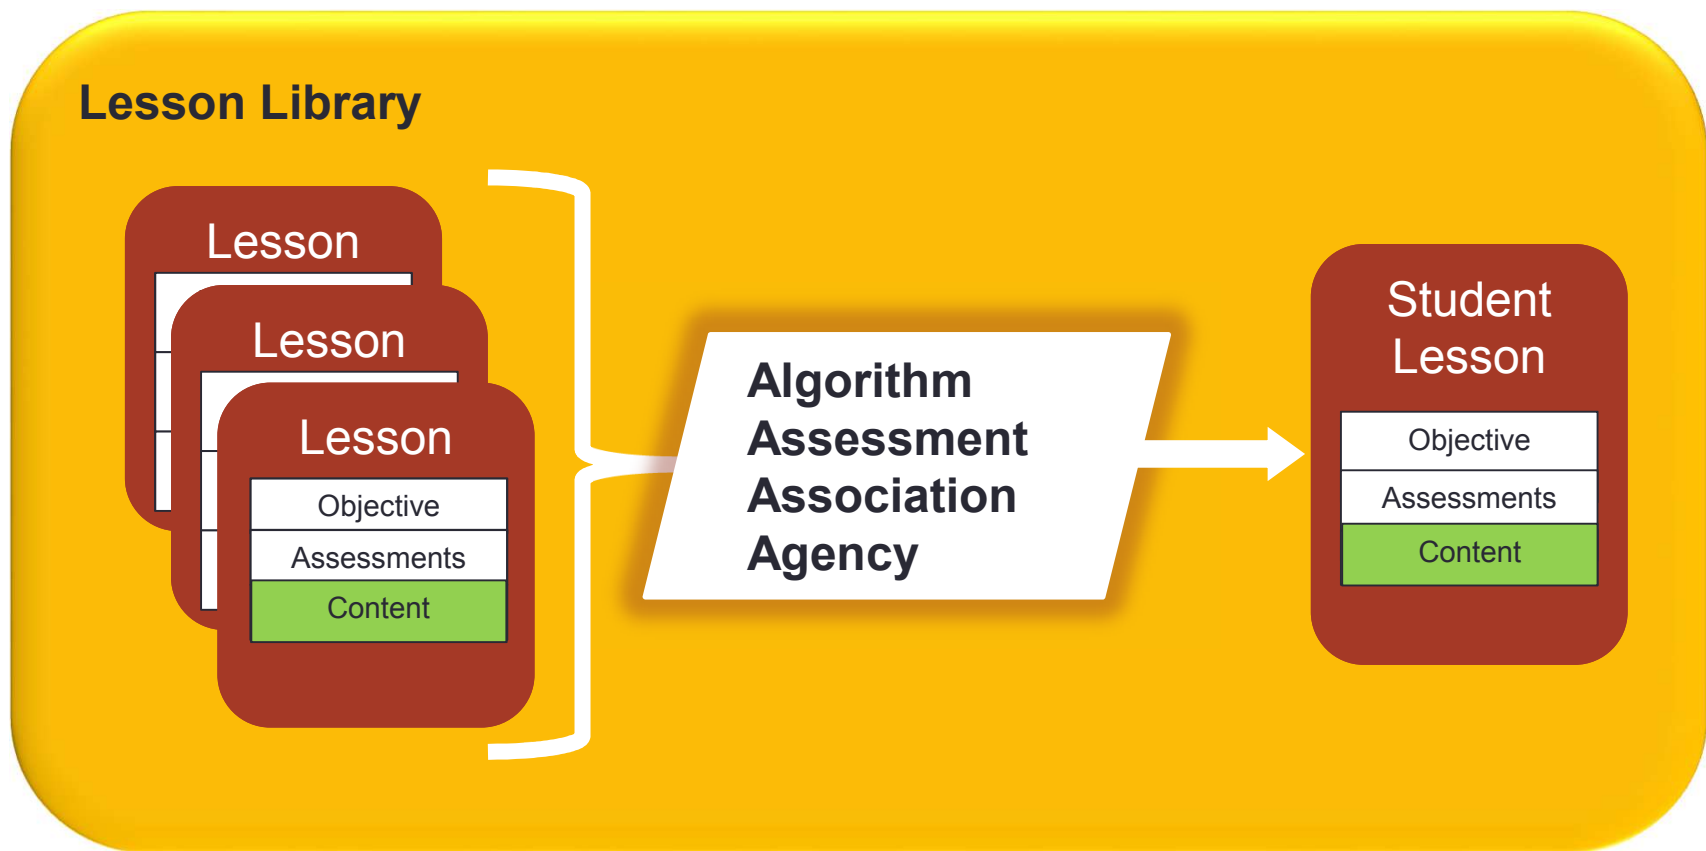 Lesson Library
Lesson
Lesson
Lesson
Objective
Assessments
Content
Algorithm
Assessment
Association
Agency
Student
Lesson
Objective
Assessments
Content